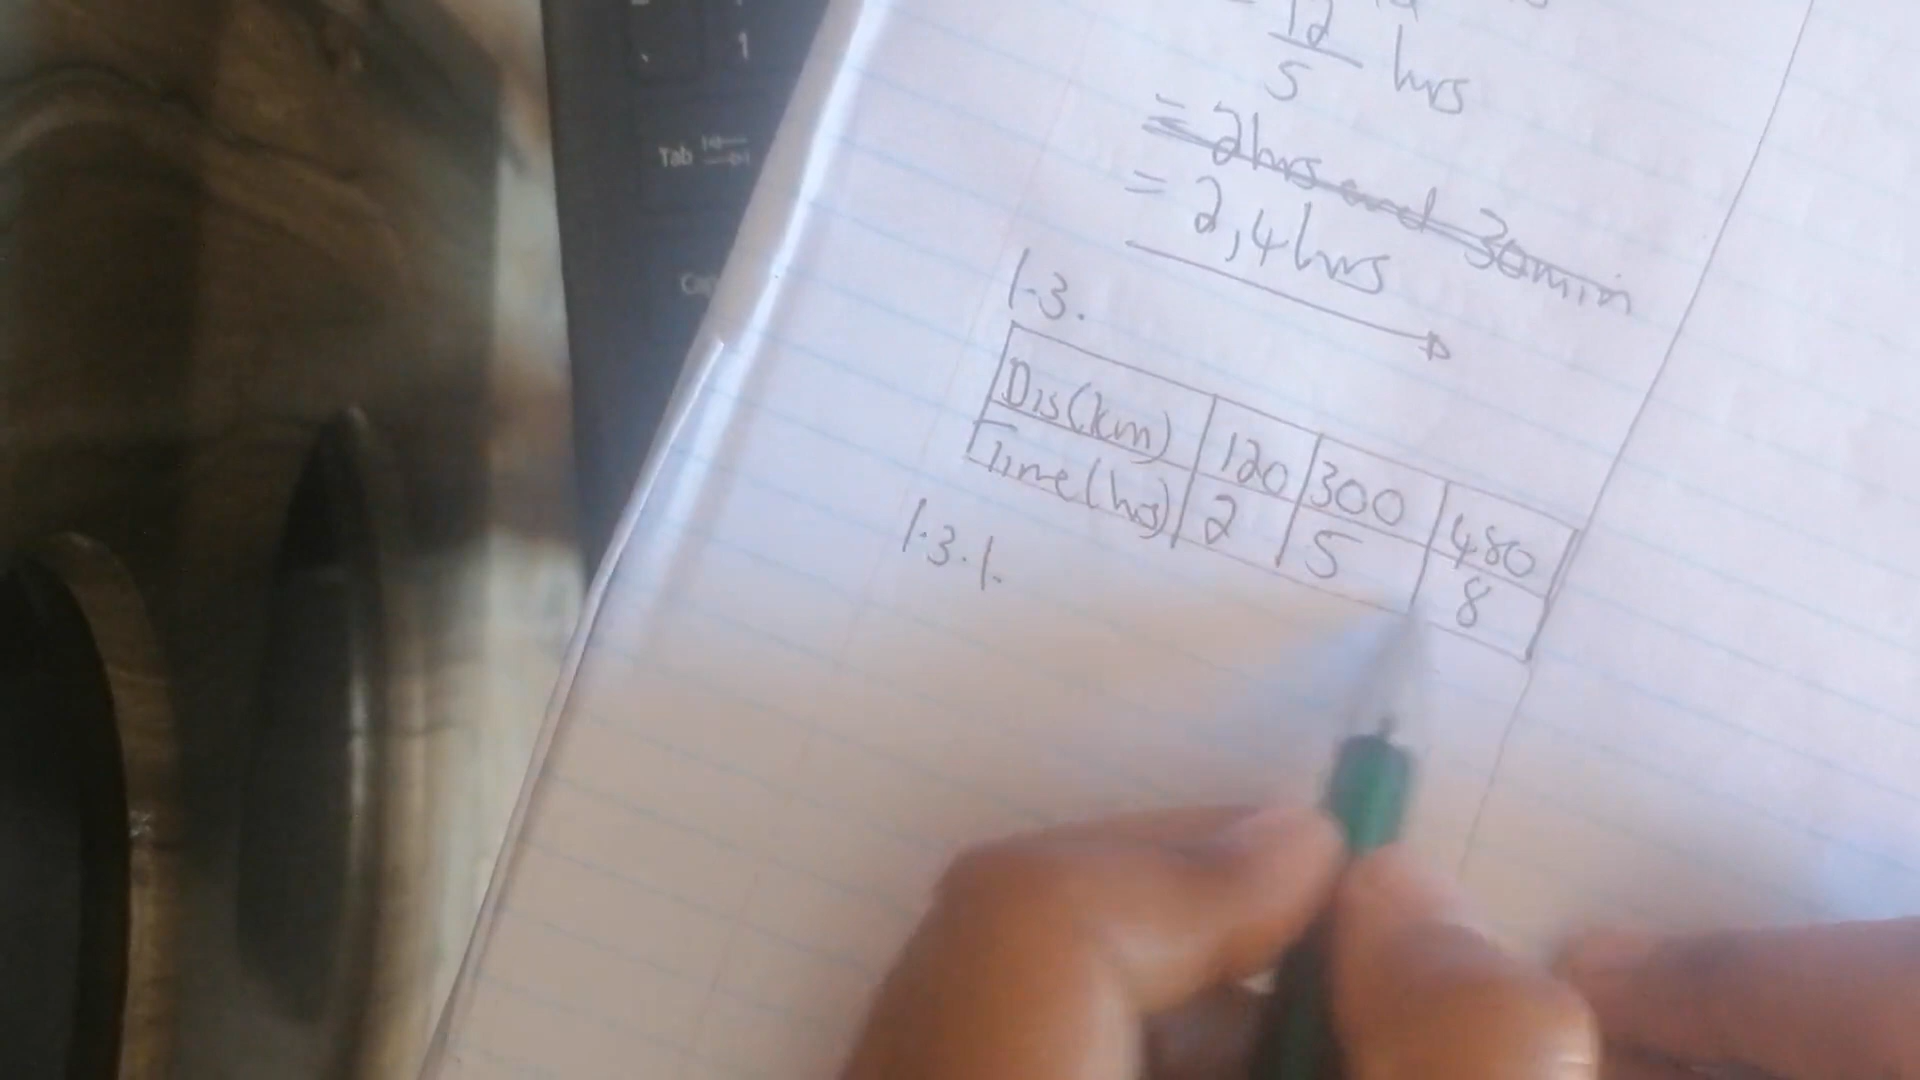 1
Tab
12
5 hrs
= 2hrs and 30min
= 2,4hrs
1.3.
Dis(km) 120 300 480
Time(hrs) 2 5 8
1.3.1.